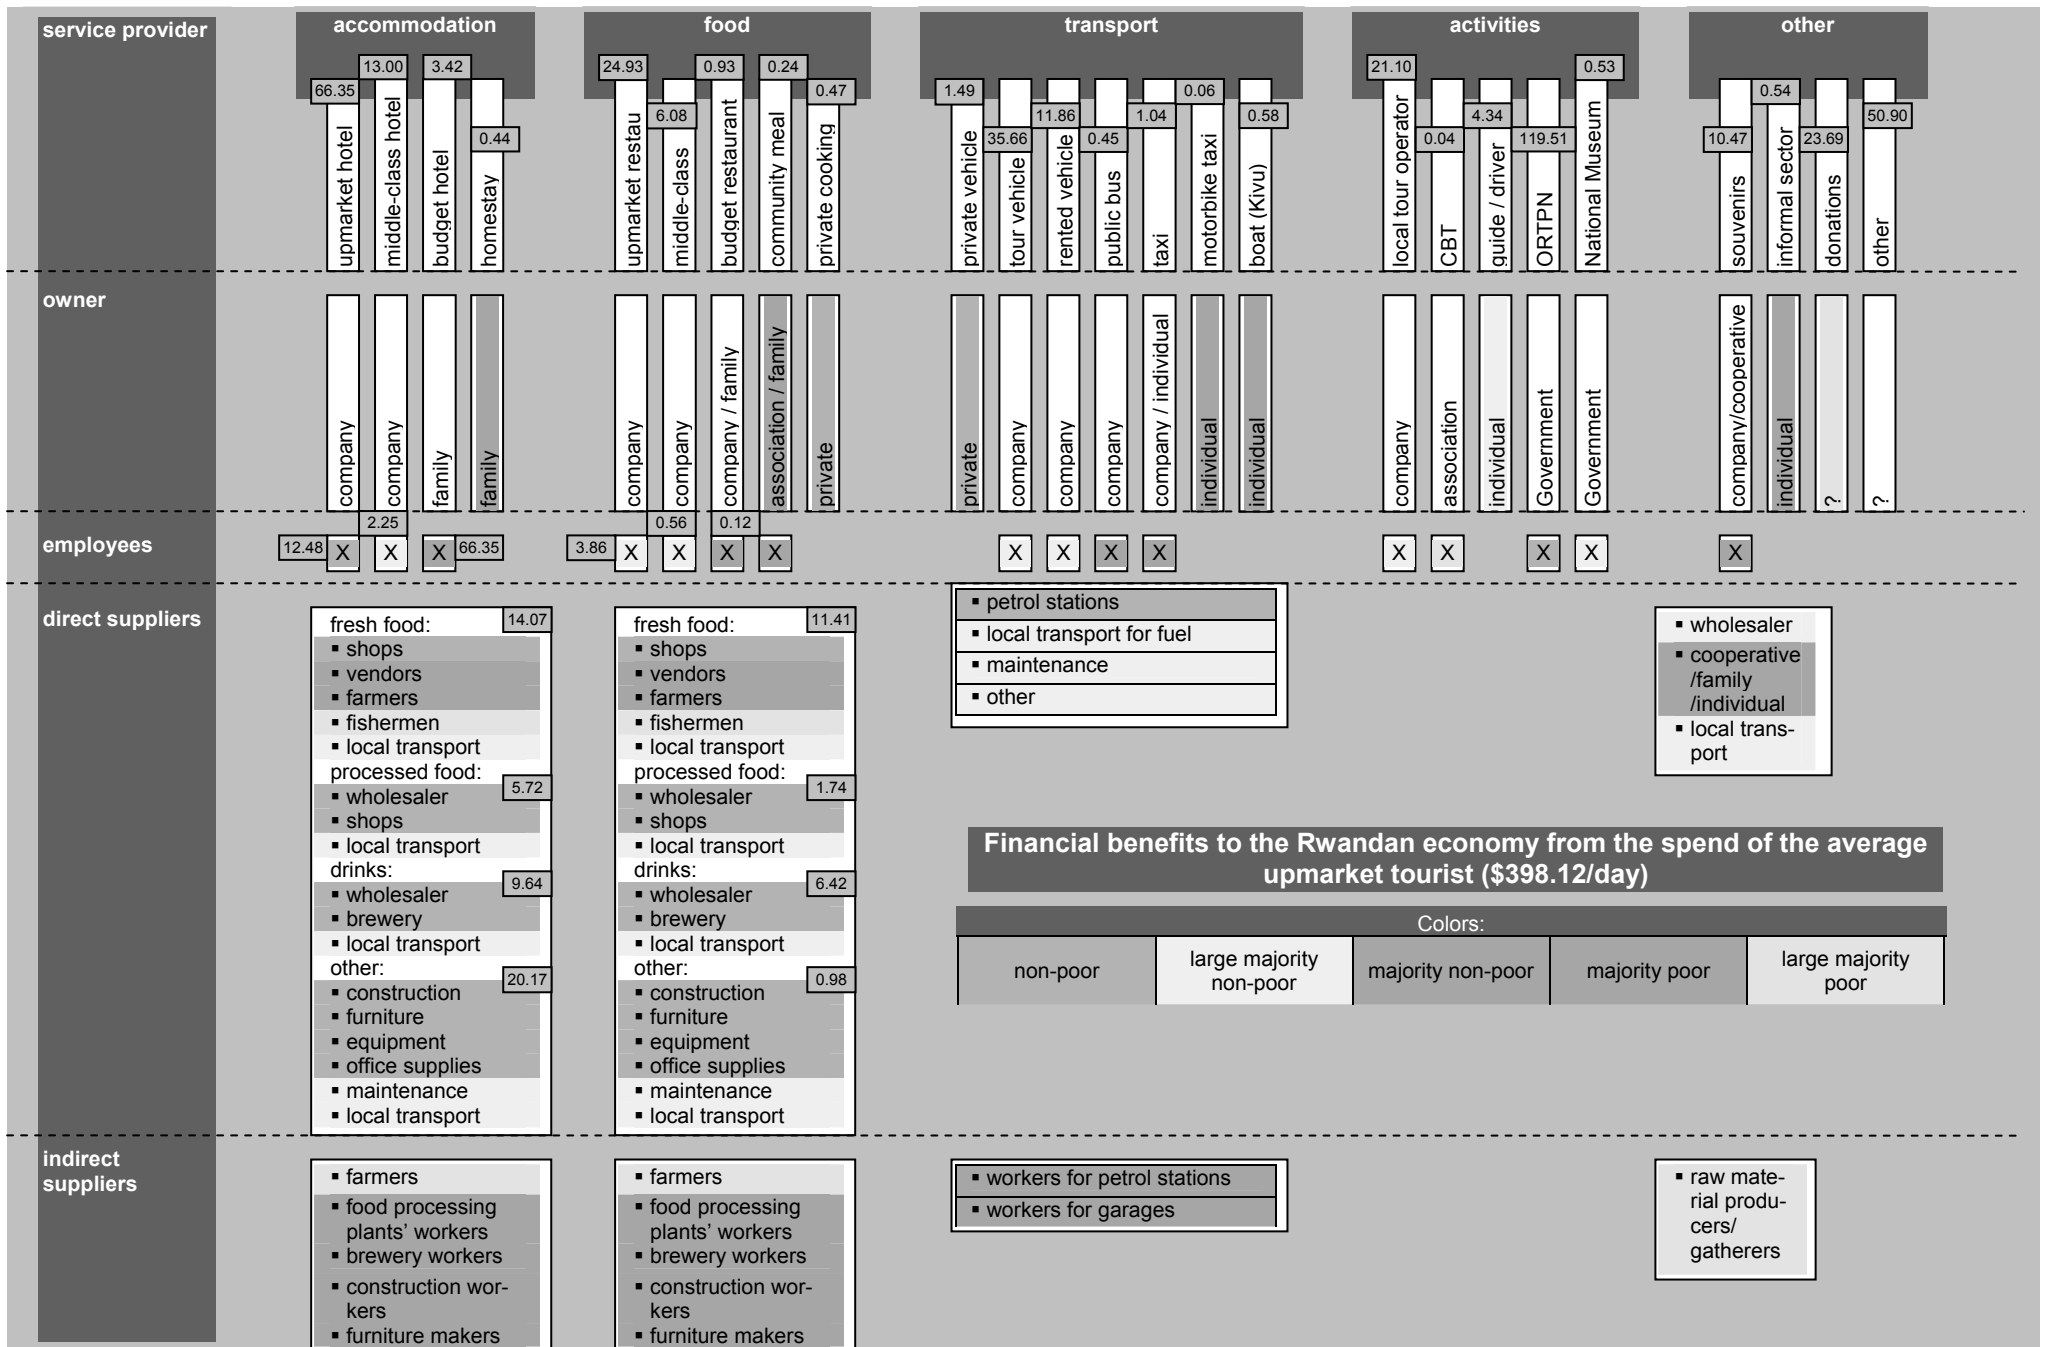 service provider
accommodation
food
transport
activities
other
66.35
13.00
3.42
0.44
24.93
6.08
0.93
0.24
0.47
1.49
35.66
11.86
0.45
1.04
0.06
0.58
21.10
0.04
4.34
119.51
0.53
10.47
0.54
23.69
50.90
upmarket hotel
middle-class hotel
budget hotel
homestay
upmarket restau
middle-class
budget restaurant
community meal
private cooking
private vehicle
tour vehicle
rented vehicle
public bus
taxi
motorbike taxi
boat (Kivu)
local tour operator
CBT
guide / driver
ORTPN
National Museum
souvenirs
informal sector
donations
other
owner
company
company
family
family
company
company
company / family
association / family
private
private
company
company
company
company / individual
individual
individual
company
association
individual
Government
Government
company/cooperative
individual
?
?
employees
12.48
X
2.25
X
X
66.35
3.86
X
0.56
X
0.12
X
X
X
X
X
X
X
X
X
X
X
direct suppliers
fresh food:
14.07
▪ shops
▪ vendors
▪ farmers
▪ fishermen
▪ local transport
processed food:
5.72
▪ wholesaler
▪ shops
▪ local transport
drinks:
9.64
▪ wholesaler
▪ brewery
▪ local transport
other:
20.17
▪ construction
▪ furniture
▪ equipment
▪ office supplies
▪ maintenance
▪ local transport
fresh food:
11.41
▪ shops
▪ vendors
▪ farmers
▪ fishermen
▪ local transport
processed food:
1.74
▪ wholesaler
▪ shops
▪ local transport
drinks:
6.42
▪ wholesaler
▪ brewery
▪ local transport
other:
0.98
▪ construction
▪ furniture
▪ equipment
▪ office supplies
▪ maintenance
▪ local transport
▪ petrol stations
▪ local transport for fuel
▪ maintenance
▪ other
▪ wholesaler
▪ cooperative
/family
/individual
▪ local trans-
port
Financial benefits to the Rwandan economy from the spend of the average
upmarket tourist ($398.12/day)
Colors:
non-poor
large majority
non-poor
majority non-poor
majority poor
large majority
poor
indirect
suppliers
▪ farmers
▪ food processing
plants’ workers
▪ brewery workers
▪ construction wor-
kers
▪ furniture makers
▪ farmers
▪ food processing
plants’ workers
▪ brewery workers
▪ construction wor-
kers
▪ furniture makers
▪ workers for petrol stations
▪ workers for garages
▪ raw mate-
rial produ-
cers/
gatherers